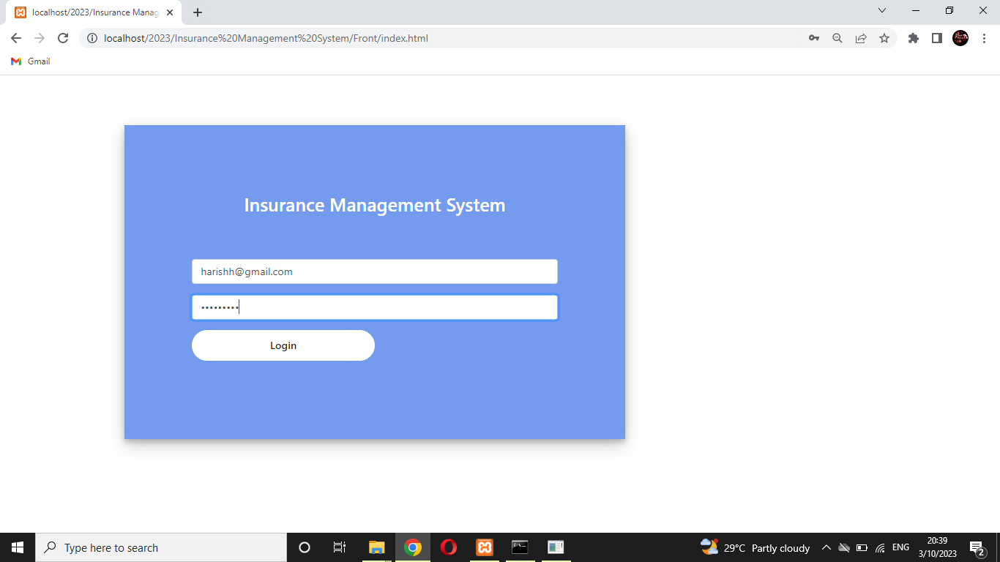 localhost/2023/Insurance Manag
localhost/2023/Insurance%20Management%20System/Front/index.html
Gmail
Insurance Management System
harishh@gmail.com
•••••••••
Login
Type here to search
29°C Partly cloudy
ENG
20:39
3/10/2023
2